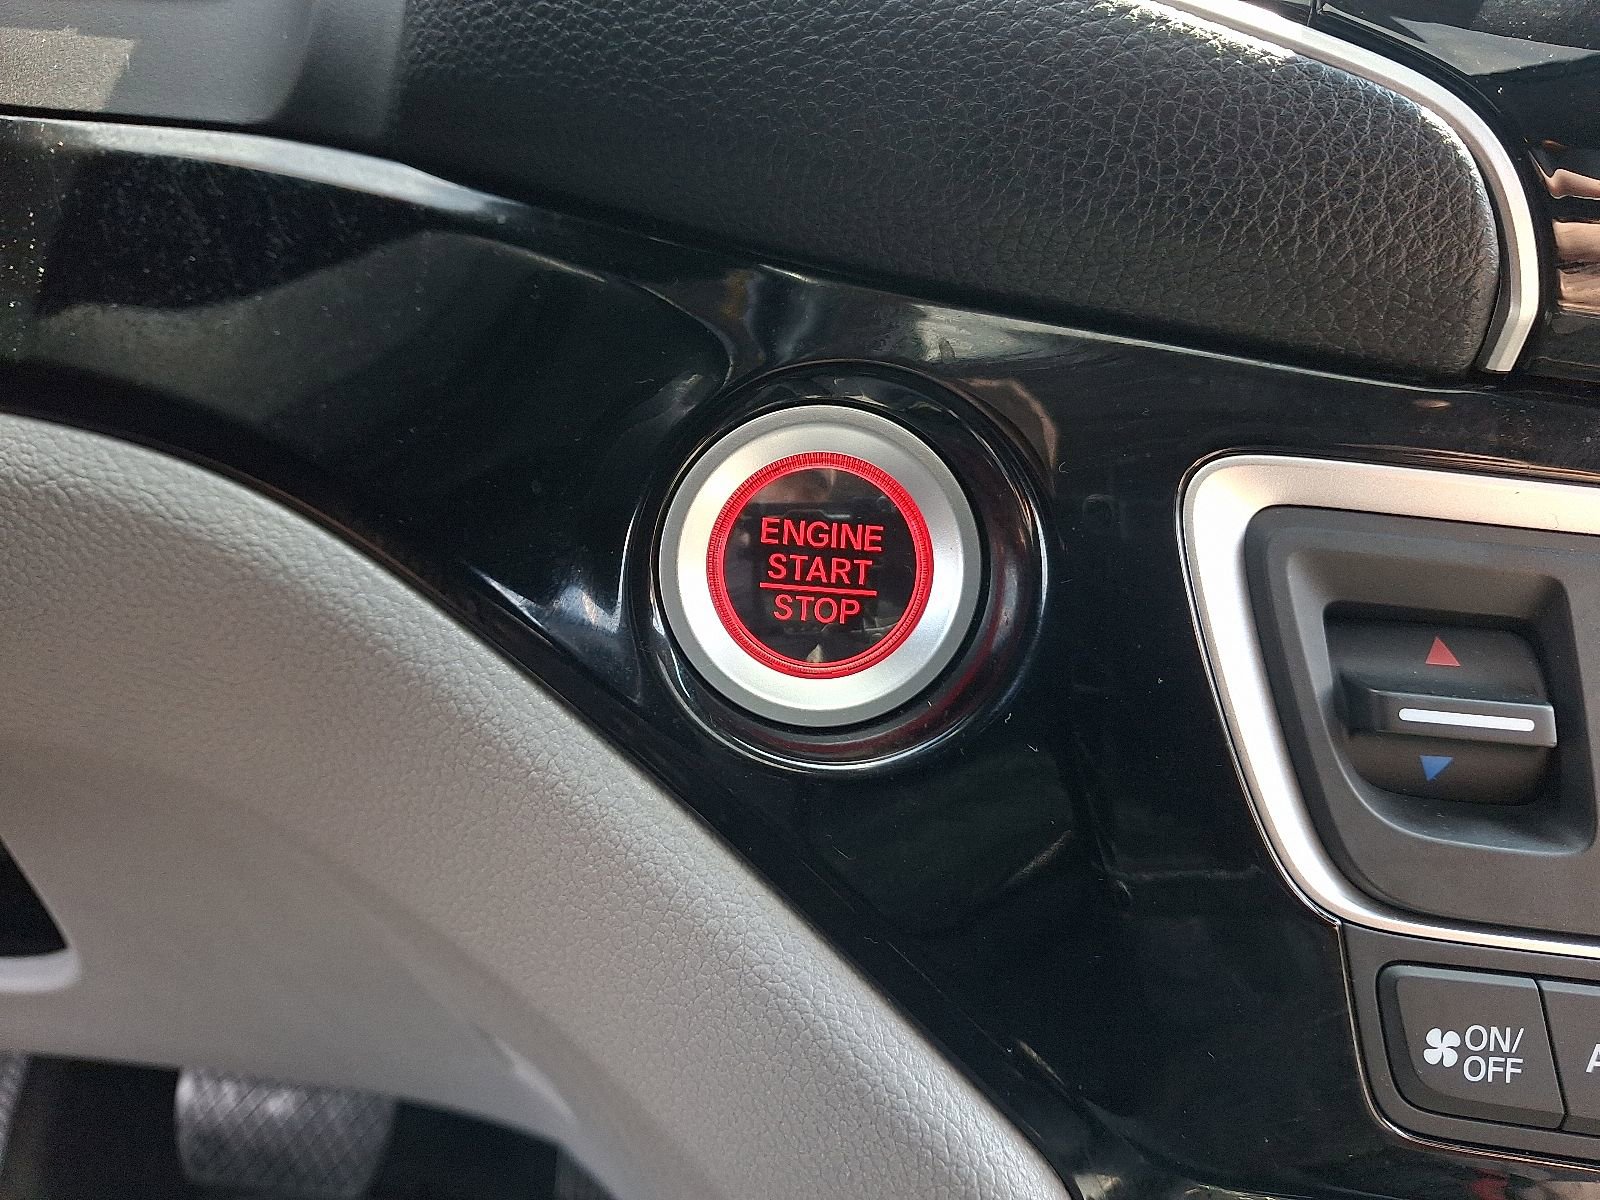 ENGINE
START
STOP
ON/
OFF
A